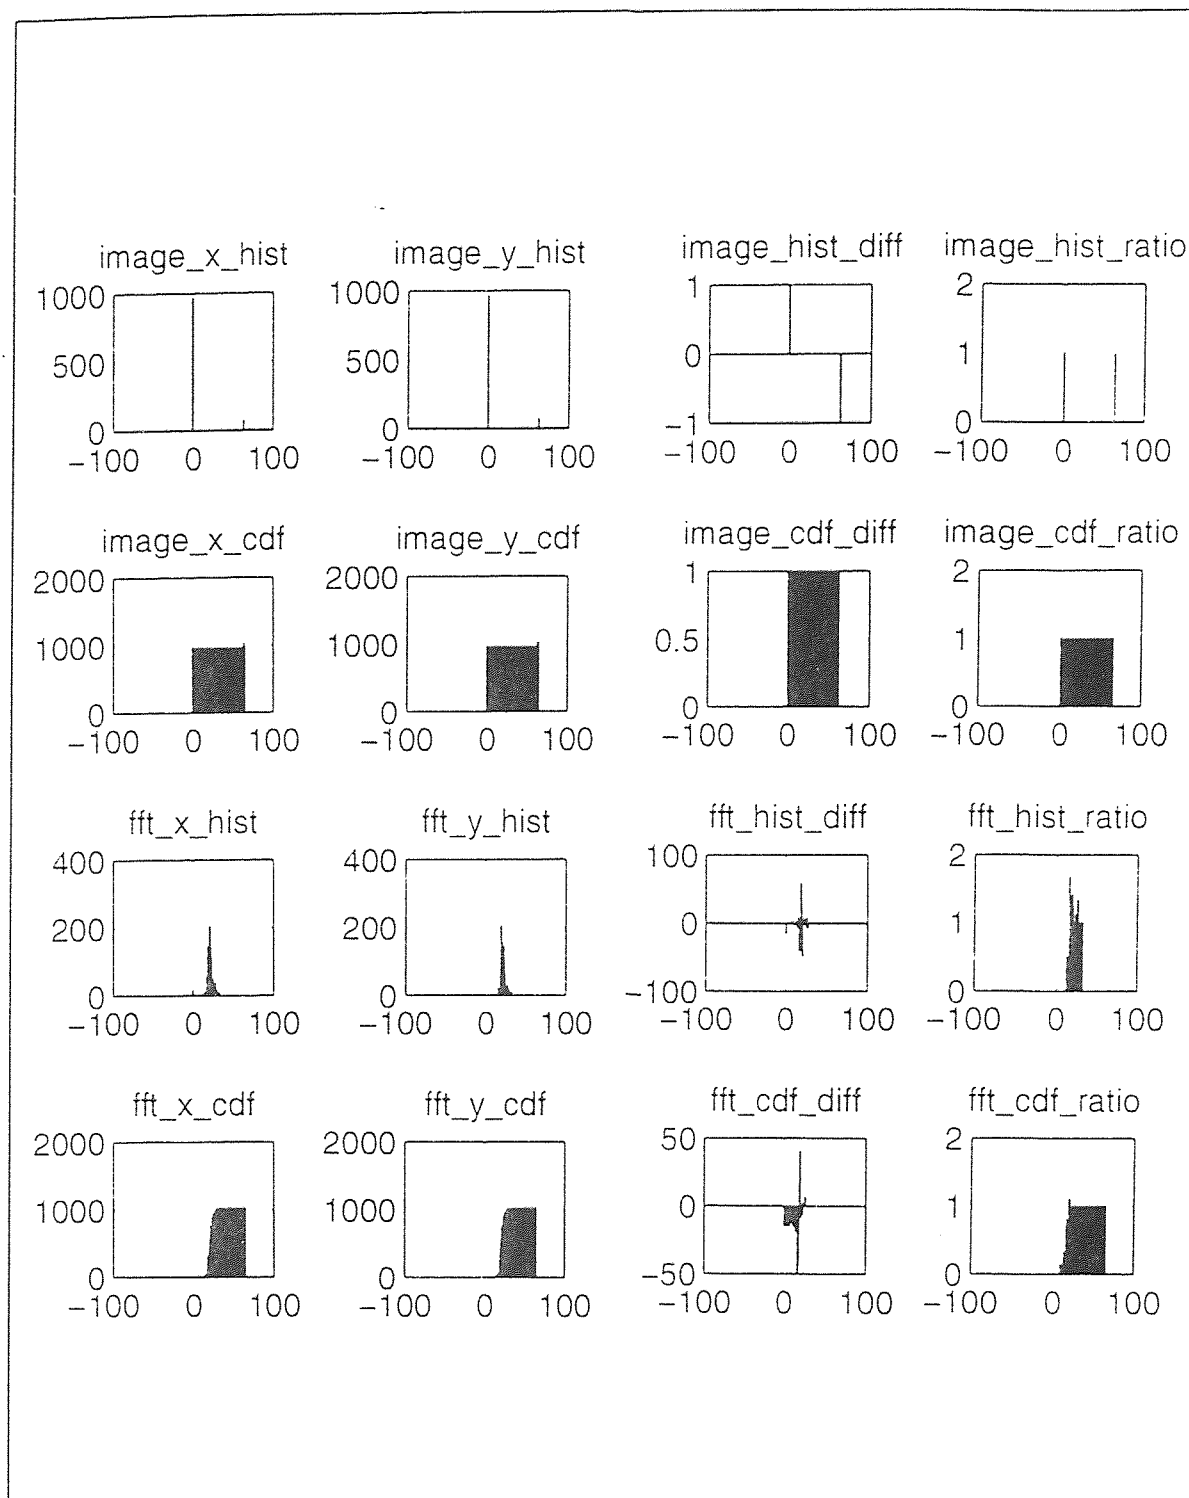 image_x_hist image_y_hist image_hist_diff image_hist_ratio
1000 1000 1 2
500 500 0 1
0 0 -1 0
-100 0 100 -100 0 100 -100 0 100 -100 0 100
image_x_cdf image_y_cdf image_cdf_diff image_cdf_ratio
2000 2000 1 2
1000 1000 0.5 1
0 0 0 0
-100 0 100 -100 0 100 -100 0 100 -100 0 100
fft_x_hist fft_y_hist fft_hist_diff fft_hist_ratio
400 400 100 2
200 200 0 1
0 0 -100 0
-100 0 100 -100 0 100 -100 0 100 -100 0 100
fft_x_cdf fft_y_cdf fft_cdf_diff fft_cdf_ratio
2000 2000 50 2
1000 1000 0 1
0 0 -50 0
-100 0 100 -100 0 100 -100 0 100 -100 0 100